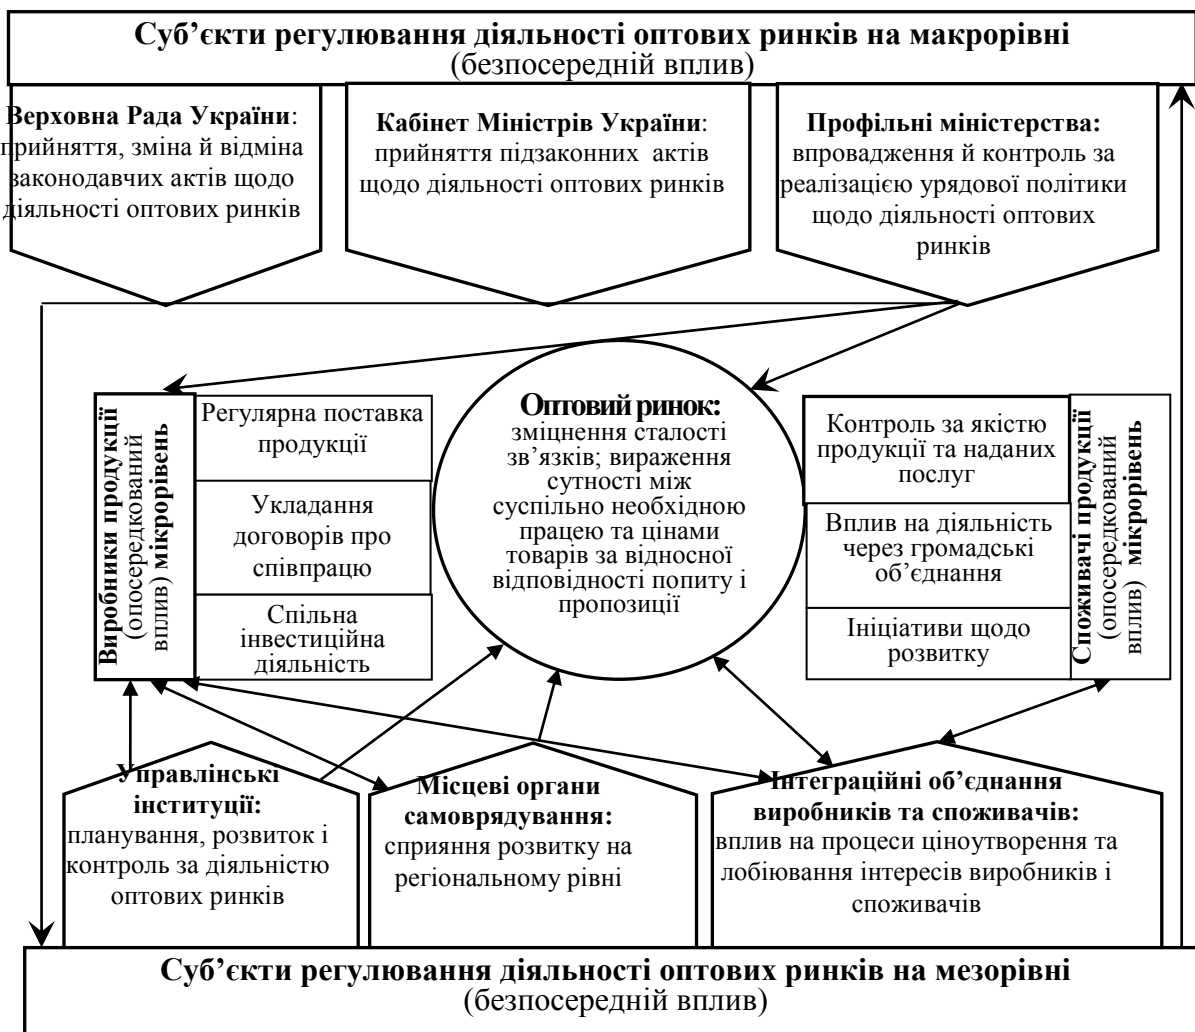 Суб’єкти регулювання діяльності оптових ринків на макрорівні
(безпосередній вплив)
Верховна Рада України:
прийняття, зміна й відміна
законодавчих актів щодо
діяльності оптових ринків
Кабінет Міністрів України:
прийняття підзаконних актів
щодо діяльності оптових ринків
Профільні міністерства:
впровадження й контроль за
реалізацією урядової політики
щодо діяльності оптових
ринків
Виробники продукції
(опосередкований
вплив) мікрорівень
Регулярна поставка
продукції
Укладання
договорів про
співпрацю
Спільна
інвестиційна
діяльність
Оптовий ринок:
зміцнення сталості
зв’язків; вираження
сутності між
суспільно необхідною
працею та цінами
товарів за відносної
відповідності попиту і
пропозиції
Контроль за якістю
продукції та наданих
послуг
Вплив на діяльність
через громадські
об’єднання
Ініціативи щодо
розвитку
Споживачі продукції
(опосередкований
вплив) мікрорівень
Управлінські
інституції:
планування, розвиток і
контроль за діяльністю
оптових ринків
Місцеві органи
самоврядування:
сприяння розвитку на
регіональному рівні
Інтеграційні об’єднання
виробників та споживачів:
вплив на процеси ціноутворення та
лобіювання інтересів виробників і
споживачів
Суб’єкти регулювання діяльності оптових ринків на мезорівні
(безпосередній вплив)